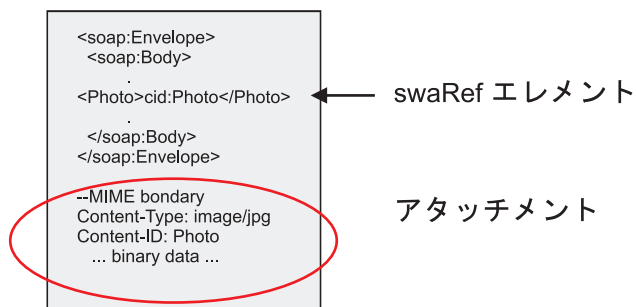 <soap:Envelope>
<soap:Body>
.
<Photo>cid:Photo</Photo>
swaRef エレメント
.
</soap:Body>
</soap:Envelope>
--MIME bondary
Content-Type: image/jpg
アタッチメント
Content-ID: Photo
... binary data ...